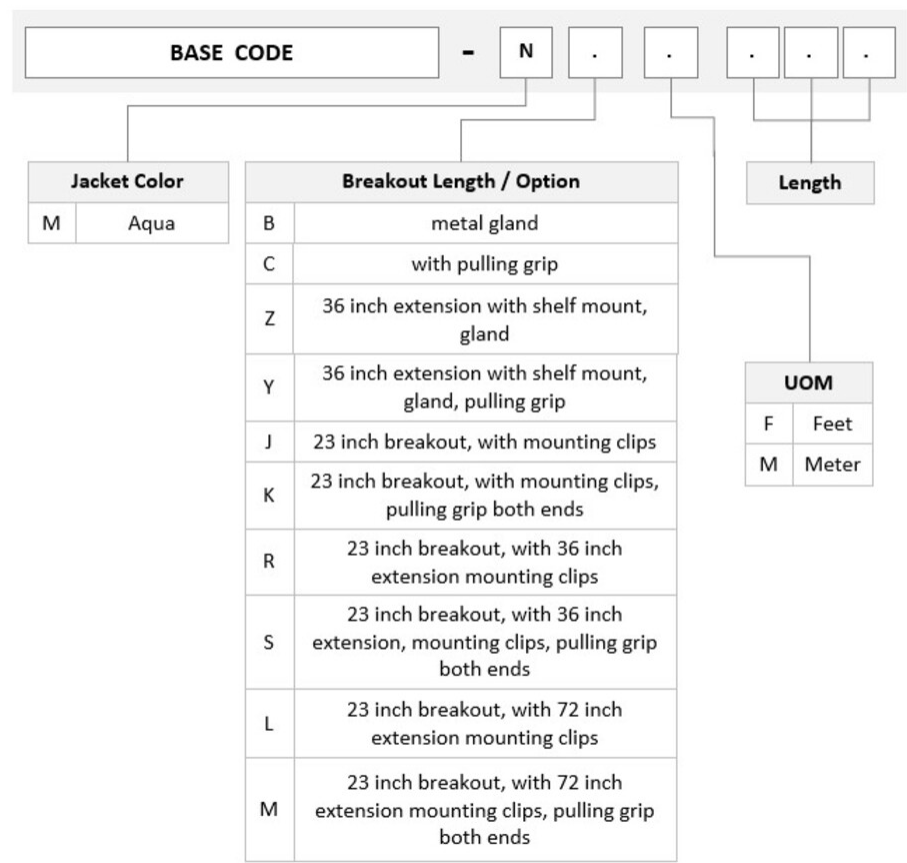 BASE CODE - N . . . . .
Jacket Color
M Aqua
Breakout Length / Option
B metal gland
C with pulling grip
Z 36 inch extension with shelf mount,
gland
Y 36 inch extension with shelf mount,
gland, pulling grip
J 23 inch breakout, with mounting clips
K 23 inch breakout, with mounting clips,
pulling grip both ends
R 23 inch breakout, with 36 inch
extension mounting clips
S 23 inch breakout, with 36 inch
extension, mounting clips, pulling grip
both ends
L 23 inch breakout, with 72 inch
extension mounting clips
M 23 inch breakout, with 72 inch
extension mounting clips, pulling grip
both ends
Length
UOM
F Feet
M Meter